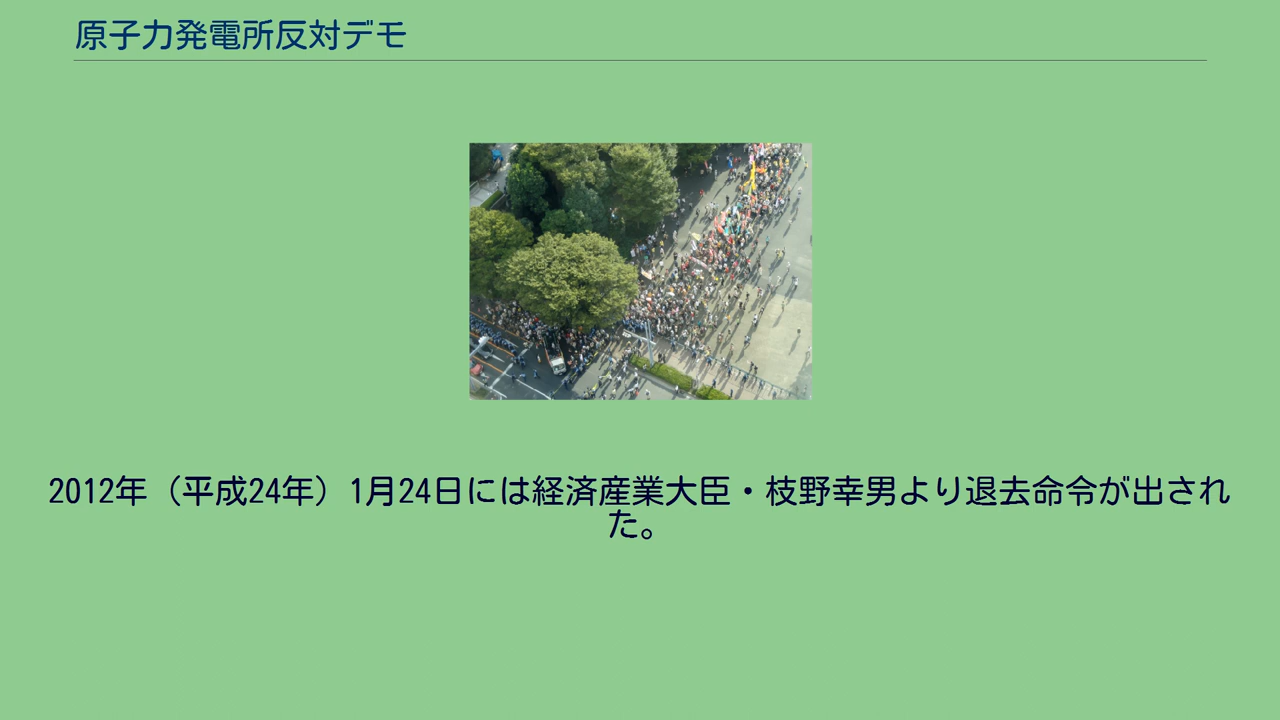 原子力発電所反対デモ
2012年（平成24年）1月24日には経済産業大臣・枝野幸男より退去命令が出され
た。